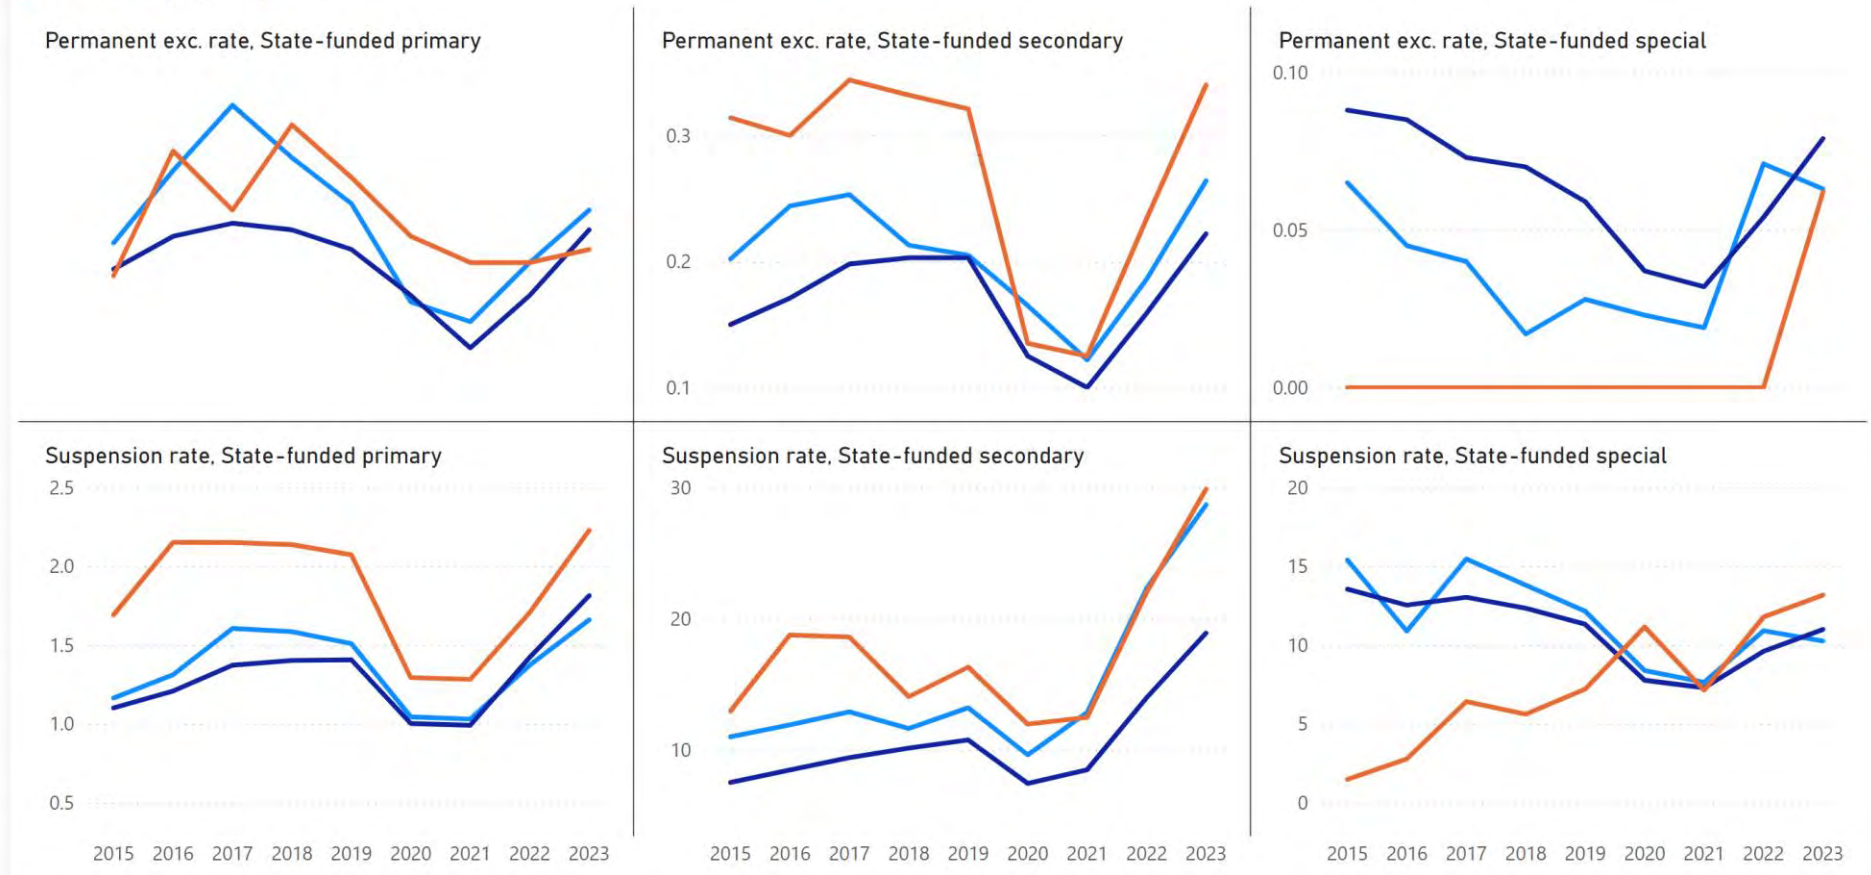 Permanent exc. rate, State-funded primary
Permanent exc. rate, State-funded secondary
0.3
0.2
0.1
Permanent exc. rate, State-funded special
0.10
0.05
0.00
Suspension rate, State-funded primary
2.5
2.0
1.5
1.0
0.5
2015 2016 2017 2018 2019 2020 2021 2022 2023
Suspension rate, State-funded secondary
30
20
10
2015 2016 2017 2018 2019 2020 2021 2022 2023
Suspension rate, State-funded special
20
15
10
5
0
2015 2016 2017 2018 2019 2020 2021 2022 2023